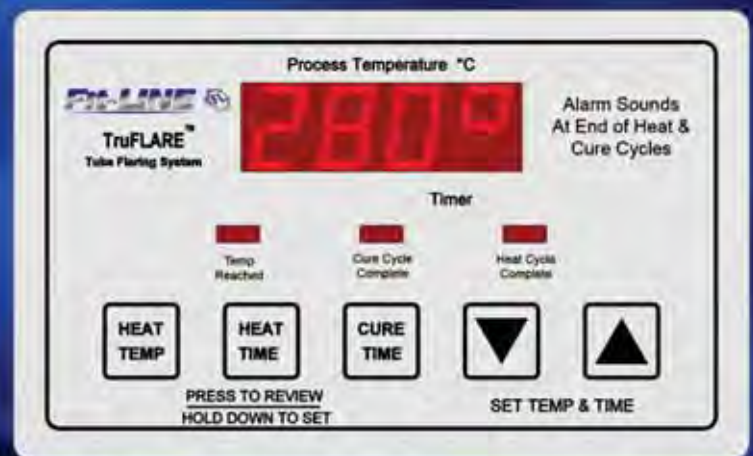 Process Temperature °C
Fit-LINE
280°
TruFLARE™
Tube Flaring System
Alarm Sounds
At End of Heat &
Cure Cycles
Timer
Temp
Reached
Cure Cycle
Complete
Heat Cycle
Complete
HEAT
TEMP
HEAT
TIME
CURE
TIME
PRESS TO REVIEW
HOLD DOWN TO SET
SET TEMP & TIME